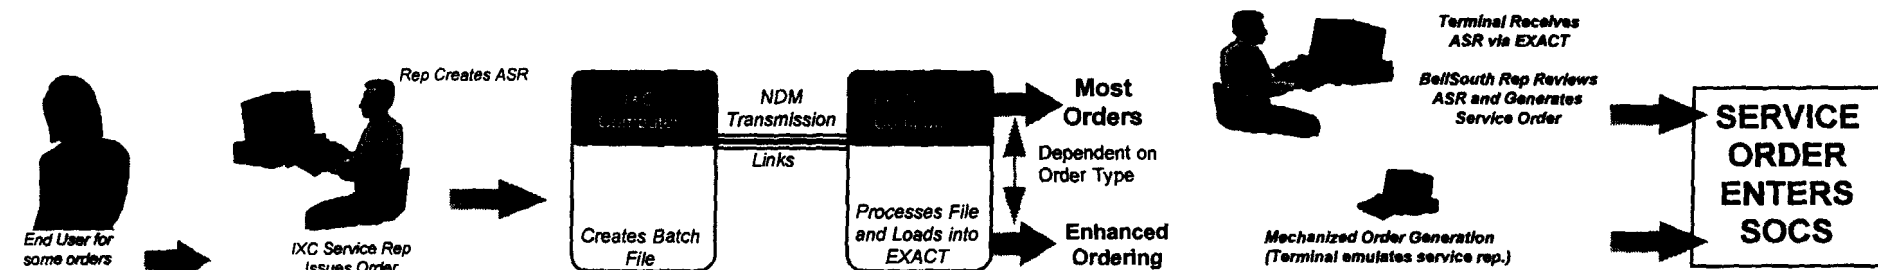 End User for
some orders
Rep Creates ASR
IXC Service Rep
Issues Order
IXC
Computer
Creates Batch
File
NDM
Transmission
Links
Processes File
and Loads into
EXACT
Most
Orders
Dependent on
Order Type
Enhanced
Ordering
Terminal Receives
ASR via EXACT
BellSouth Rep Reviews
ASR and Generates
Service Order
Mechanized Order Generation
(Terminal emulates service rep.)
SERVICE
ORDER
ENTERS
SOCS